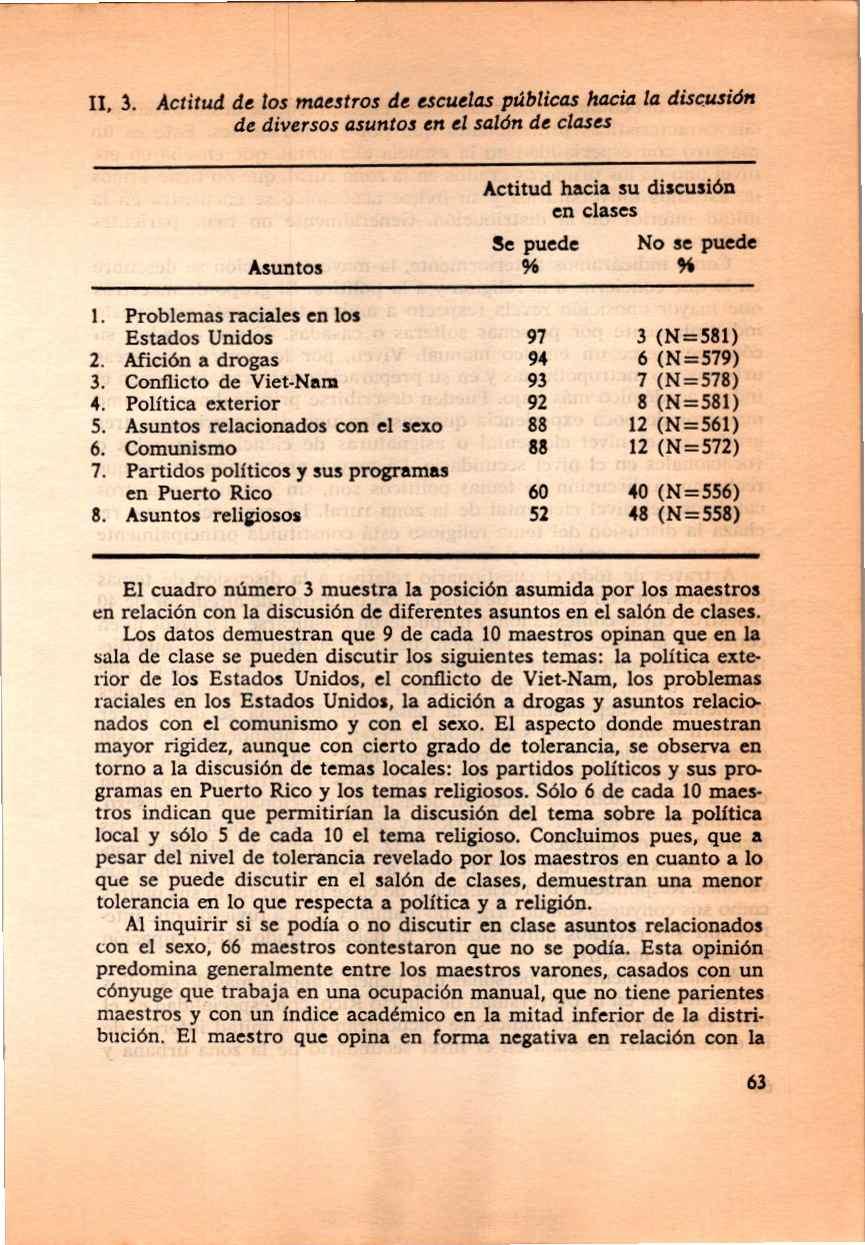 II, 3. Actitud de los maestros de escuelas públicas hacia la discusión
de diversos asuntos en el salón de clases
Actitud hacia su discusión
en clases
Se puede No se puede
Asuntos % %
1. Problemas raciales en los
Estados Unidos 97 3 (N=581)
2. Afición a drogas 94 6 (N=579)
3. Conflicto de Viet-Nam 93 7 (N=578)
4. Política exterior 92 8 (N=581)
5. Asuntos relacionados con el sexo 88 12 (N=561)
6. Comunismo 88 12 (N=572)
7. Partidos políticos y sus programas
en Puerto Rico 60 40 (N=556)
8. Asuntos religiosos 52 48 (N=558)
El cuadro número 3 muestra la posición asumida por los maestros
en relación con la discusión de diferentes asuntos en el salón de clases.
Los datos demuestran que 9 de cada 10 maestros opinan que en la
sala de clase se pueden discutir los siguientes temas: la política exte-
rior de los Estados Unidos, el conflicto de Viet-Nam, los problemas
raciales en los Estados Unidos, la adición a drogas y asuntos relacio-
nados con el comunismo y con el sexo. El aspecto donde muestran
mayor rigidez, aunque con cierto grado de tolerancia, se observa en
torno a la discusión de temas locales: los partidos políticos y sus pro-
gramas en Puerto Rico y los temas religiosos. Sólo 6 de cada 10 maes-
tros indican que permitirían la discusión del tema sobre la política
local y sólo 5 de cada 10 el tema religioso. Concluimos pues, que a
pesar del nivel de tolerancia revelado por los maestros en cuanto a lo
que se puede discutir en el salón de clases, demuestran una menor
tolerancia en lo que respecta a política y a religión.
Al inquirir si se podía o no discutir en clase asuntos relacionados
con el sexo, 66 maestros contestaron que no se podía. Esta opinión
predomina generalmente entre los maestros varones, casados con un
cónyuge que trabaja en una ocupación manual, que no tiene parientes
maestros y con un índice académico en la mitad inferior de la distri-
bución. El maestro que opina en forma negativa en relación con la
63